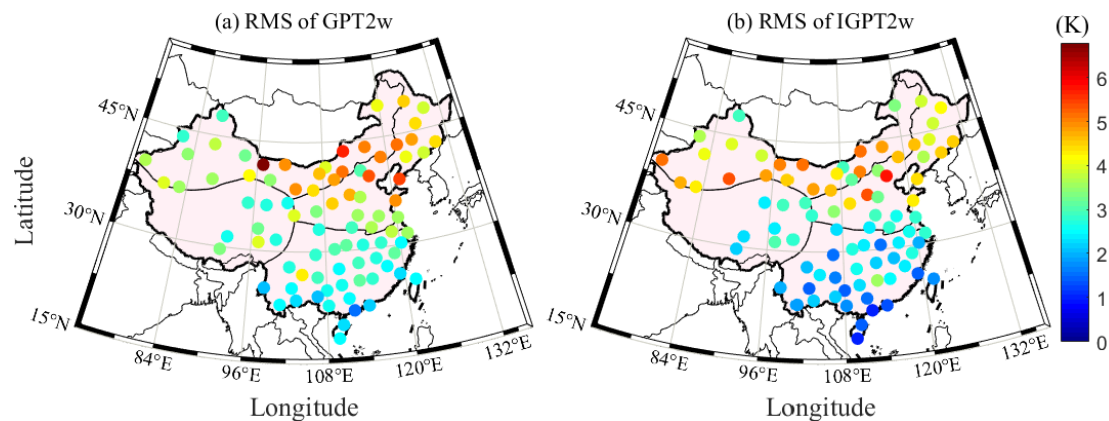 (a) RMS of GPT2w
(b) RMS of IGPT2w
(K)
45°N
30°N
15°N
Latitude
84°E
96°E
108°E
120°E
132°E
Longitude
45°N
30°N
15°N
84°E
96°E
108°E
120°E
132°E
Longitude
6
5
4
3
2
1
0